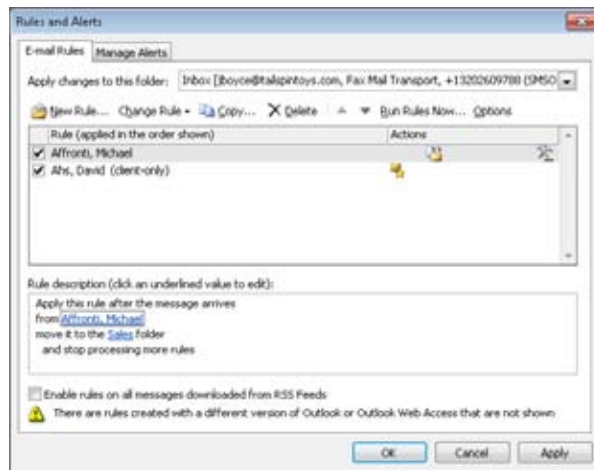 Rules and Alerts
E-mail Rules Manage Alerts
Apply changes to this folder: Inbox [jboyce@tailspintoys.com, Fax Mail Transport, +13202609788 (SMSO
New Rule... Change Rule Copy... Delete Run Rules Now... Options
Rule (applied in the order shown) Actions
Affronti, Michael
Ahs, David (client-only)
Rule description (click an underlined value to edit):
Apply this rule after the message arrives
from Affronti, Michael
move it to the Sales folder
and stop processing more rules
Enable rules on all messages downloaded from RSS Feeds
There are rules created with a different version of Outlook or Outlook Web Access that are not shown
OK Cancel Apply